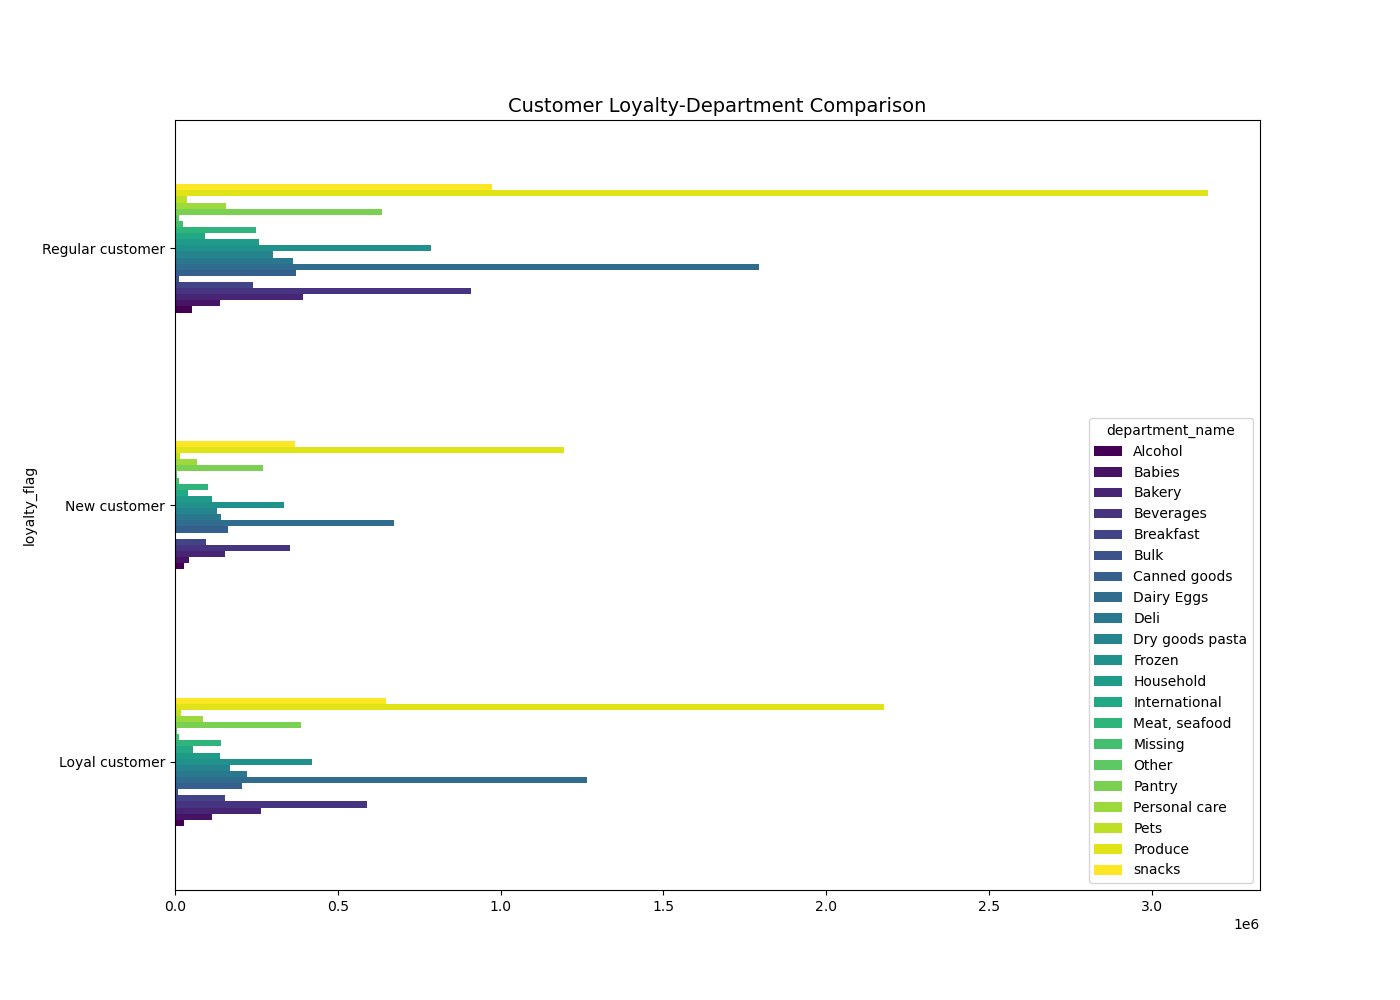 Customer Loyalty-Department Comparison
Regular customer
New customer
Loyal customer
loyalty_flag
department_name
Alcohol
Babies
Bakery
Beverages
Breakfast
Bulk
Canned goods
Dairy Eggs
Deli
Dry goods pasta
Frozen
Household
International
Meat, seafood
Missing
Other
Pantry
Personal care
Pets
Produce
snacks
0.0 0.5 1.0 1.5 2.0 2.5 3.0
1e6